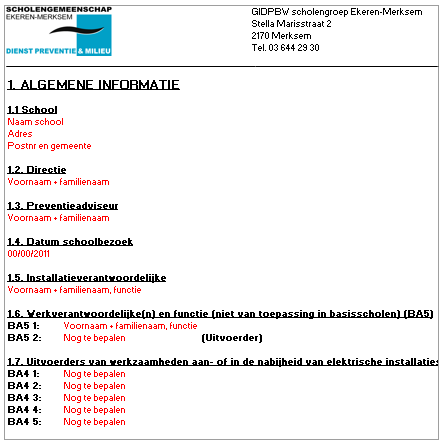 SCHOLENGEMEENSCHAP
EKEREN-MERKSEM
DIENST PREVENTIE & MILIEU
GIDPBW scholengroep Ekeren-Merksem
Stella Marisstraat 2
2170 Merksem
Tel. 03 644 29 30
1. ALGEMENE INFORMATIE
1.1 School
Naam school
Adres
Postnr en gemeente
1.2. Directie
Voornaam + familienaam
1.3. Preventieadviseur
Voornaam + familienaam
1.4. Datum schoolbezoek
00/00/2011
1.5. Installatieverantwoordelijke
Voornaam + familienaam, functie
1.6. Werkverantwoordelijke(n) en functie (niet van toepassing in basisscholen) (BA5)
BA5 1: Voornaam + familienaam, functie
BA5 2: Nog te bepalen (Uitvoerder)
1.7. Uitvoerders van werkzaamheden aan- of in de nabijheid van elektrische installaties
BA4 1: Nog te bepalen
BA4 2: Nog te bepalen
BA4 3: Nog te bepalen
BA4 4: Nog te bepalen
BA4 5: Nog te bepalen